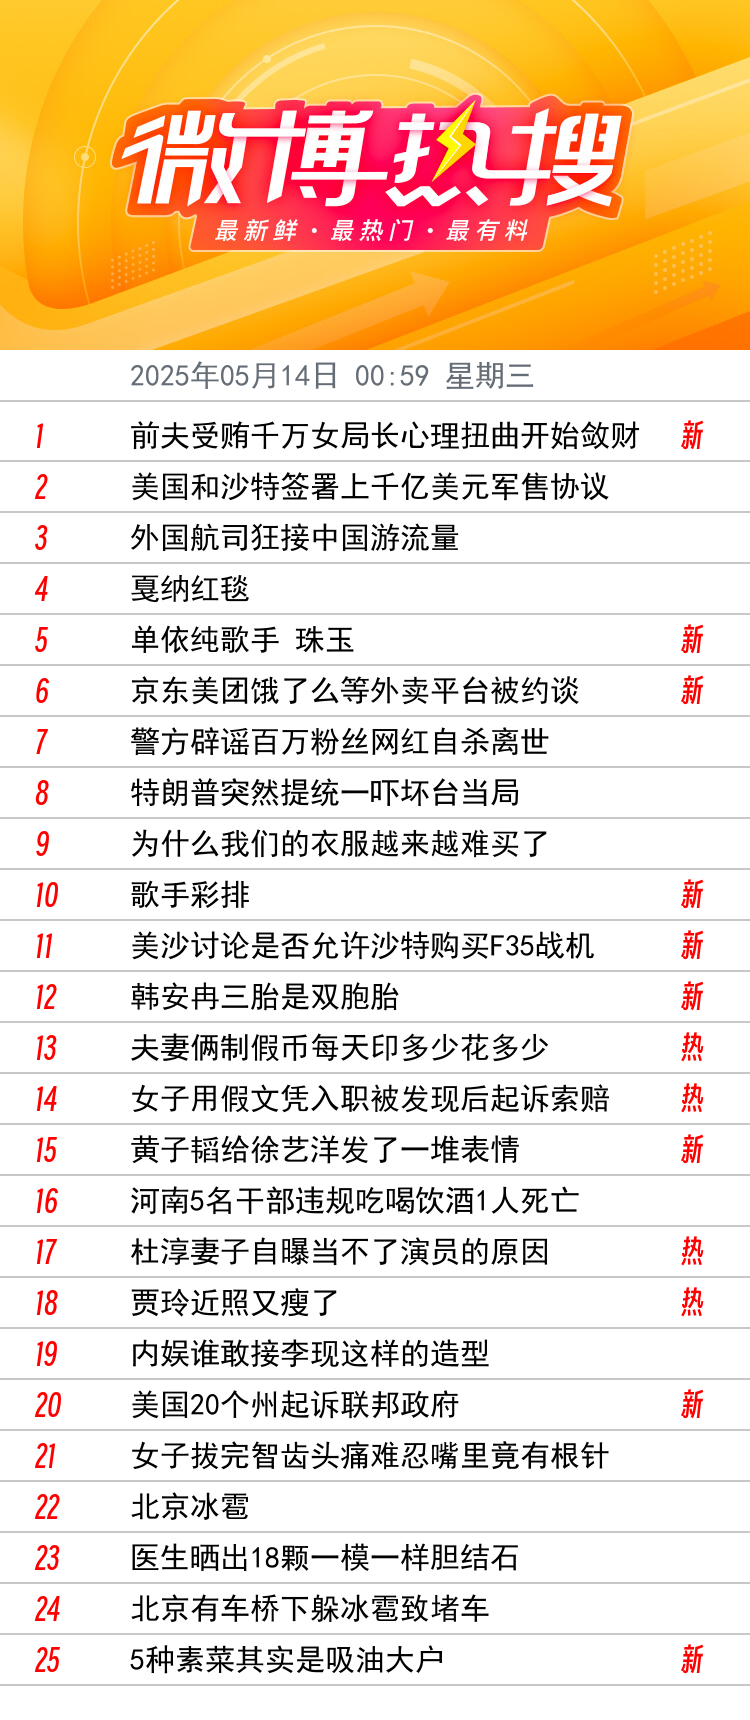 微博热搜
最新鲜·最热门·最有料
2025年05月14日 00:59 星期三
1 前夫受贿千万女局长心理扭曲开始敛财 新
2 美国和沙特签署上千亿美元军售协议
3 外国航司狂接中国游流量
4 戛纳红毯
5 单依纯歌手 珠玉 新
6 京东美团饿了么等外卖平台被约谈 新
7 警方辟谣百万粉丝网红自杀离世
8 特朗普突然提统一吓坏台当局
9 为什么我们的衣服越来越难买了
10 歌手彩排 新
11 美沙讨论是否允许沙特购买F35战机 新
12 韩安冉三胎是双胞胎 新
13 夫妻俩制假币每天印多少花多少 热
14 女子用假文凭入职被发现后起诉索赔 热
15 黄子韬给徐艺洋发了一堆表情 新
16 河南5名干部违规吃喝饮酒1人死亡
17 杜淳妻子自曝当不了演员的原因 热
18 贾玲近照又瘦了 热
19 内娱谁敢接李现这样的造型
20 美国20个州起诉联邦政府 新
21 女子拔完智齿头痛难忍嘴里竟有根针
22 北京冰雹
23 医生晒出18颗一模一样胆结石
24 北京有车桥下躲冰雹致堵车
25 5种素菜其实是吸油大户 新